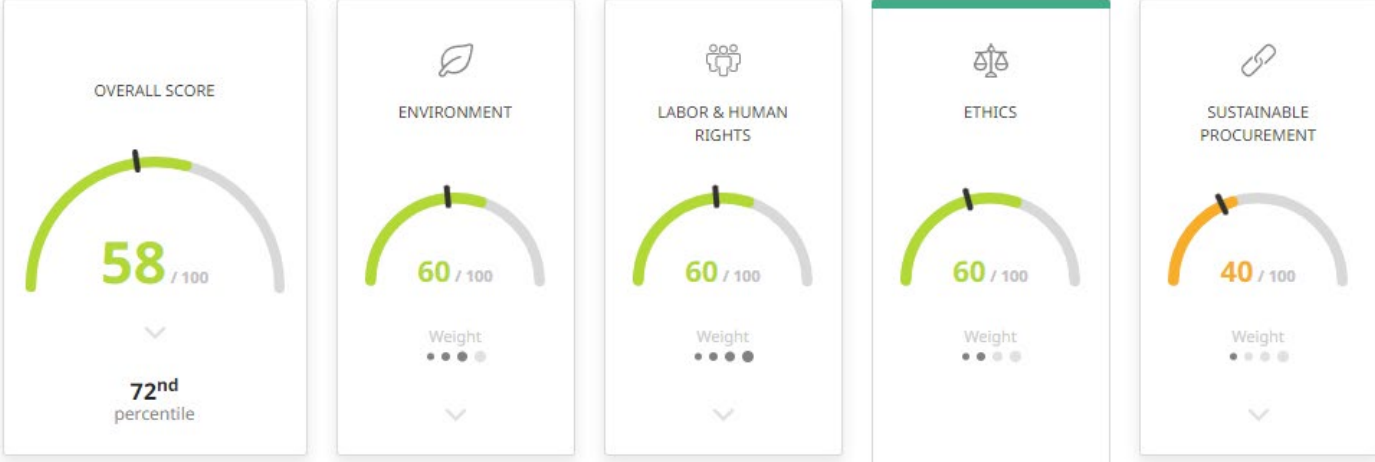 OVERALL SCORE
58 / 100
72nd
percentile
ENVIRONMENT
60 / 100
Weight
LABOR & HUMAN
RIGHTS
60 / 100
Weight
ETHICS
60 / 100
Weight
SUSTAINABLE
PROCUREMENT
40 / 100
Weight